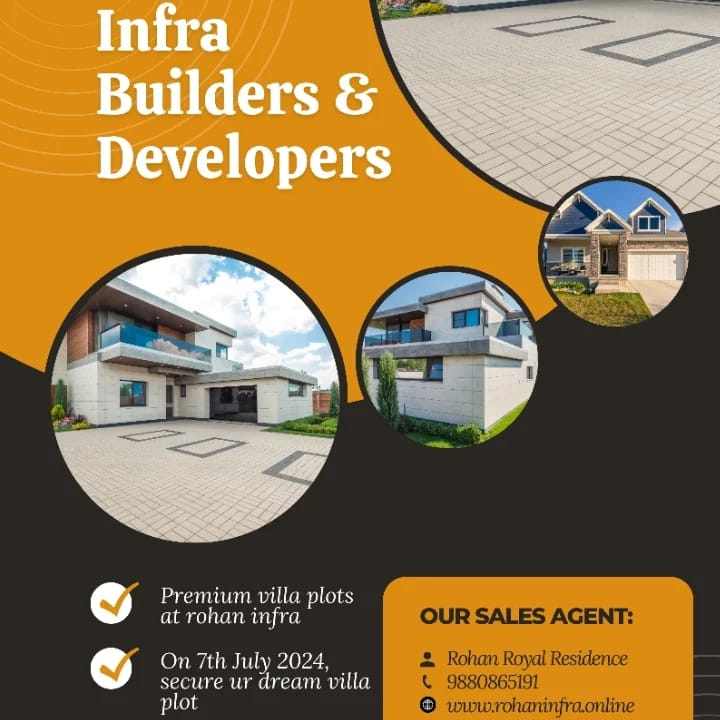 Infra
Builders &
Developers
Premium villa plots
at rohan infra
On 7th July 2024,
secure ur dream villa
plot
OUR SALES AGENT:
Rohan Royal Residence
9880865191
www.rohaninfra.online